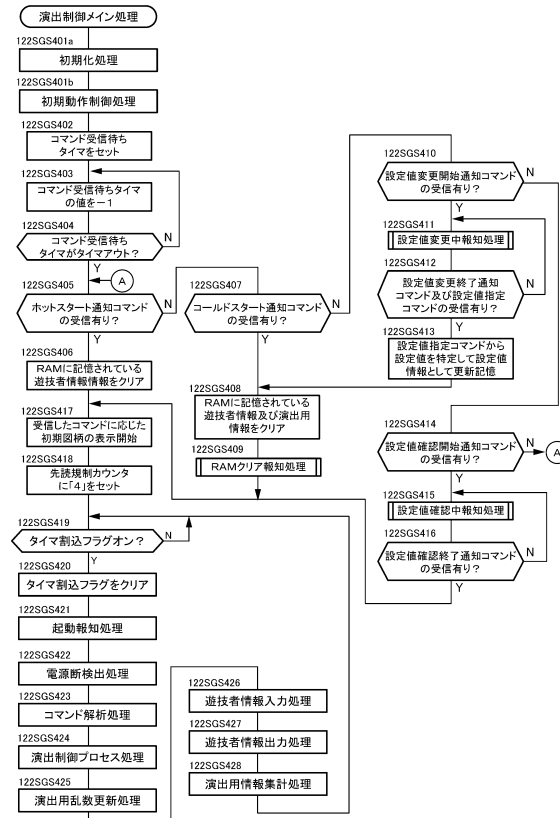 演出制御メイン処理
122SGS401a
初期化処理
122SGS401b
初期動作制御処理
122SGS402
コマンド受信待ち
タイマをセット
122SGS403
コマンド受信待ちタイマ
の値を－1
122SGS404
コマンド受信待ち
タイマがタイムアウト？
N
Y
A
122SGS405
ホットスタート通知コマンド
の受信有り？
N
Y
122SGS406
RAMに記憶されている
遊技者情報情報をクリア
122SGS417
受信したコマンドに応じた
初期図柄の表示開始
122SGS418
先読規制カウンタ
に「4」をセット
122SGS419
タイマ割込フラグオン？
N
Y
122SGS420
タイマ割込フラグをクリア
122SGS421
起動報知処理
122SGS422
電源断検出処理
122SGS423
コマンド解析処理
122SGS424
演出制御プロセス処理
122SGS425
演出用乱数更新処理
122SGS407
コールドスタート通知コマンド
の受信有り？
N
Y
122SGS408
RAMに記憶されている
遊技者情報及び演出用
情報をクリア
122SGS409
RAMクリア報知処理
122SGS426
遊技者情報入力処理
122SGS427
遊技者情報出力処理
122SGS428
演出用情報集計処理
122SGS410
設定値変更開始通知コマンド
の受信有り？
N
Y
122SGS411
設定値変更中報知処理
122SGS412
設定値変更終了通知
コマンド及び設定値指定
コマンドの受信有り？
N
Y
122SGS413
設定値指定コマンドから
設定値を特定して設定値
情報として更新記憶
122SGS414
設定値確認開始通知コマンド
の受信有り？
N
A
Y
122SGS415
設定値確認中報知処理
122SGS416
設定値確認終了通知コマンド
の受信有り？
N
Y